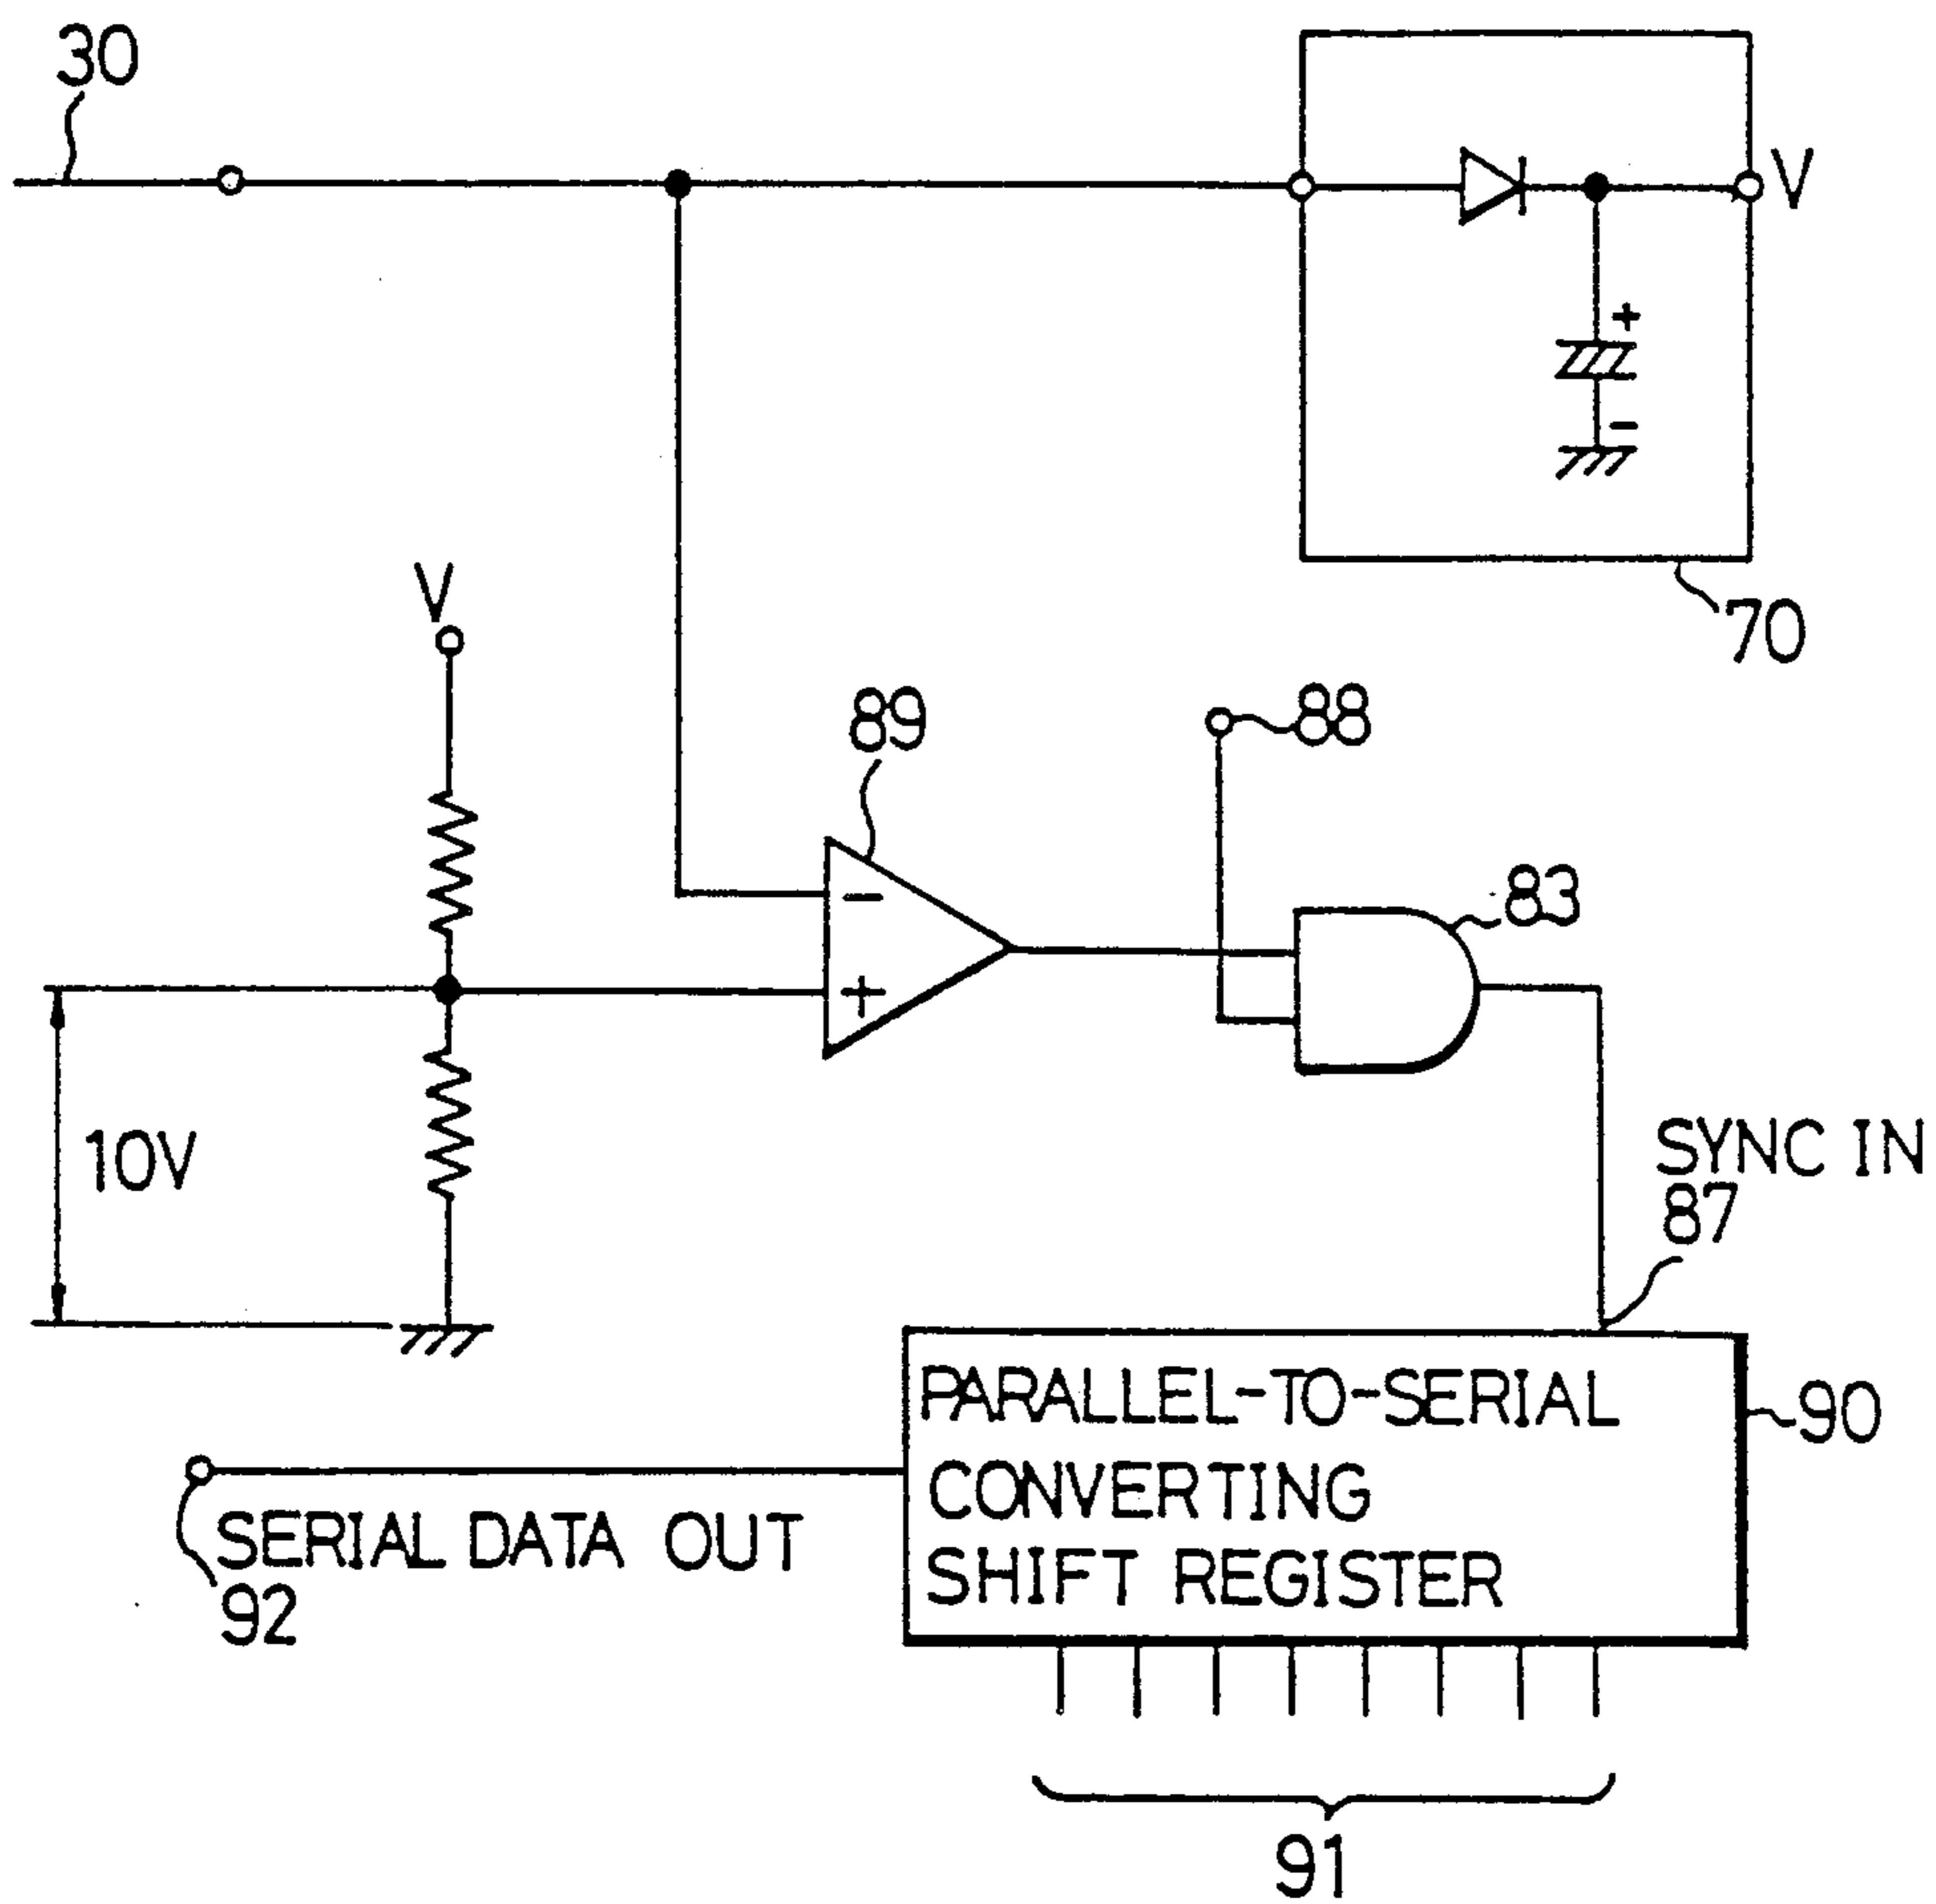 30
V
+
-
70
V
89
88
-
83
+
10V
SYNC IN
87
PARALLEL-TO-SERIAL
CONVERTING
SHIFT REGISTER
90
SERIAL DATA OUT
92
91